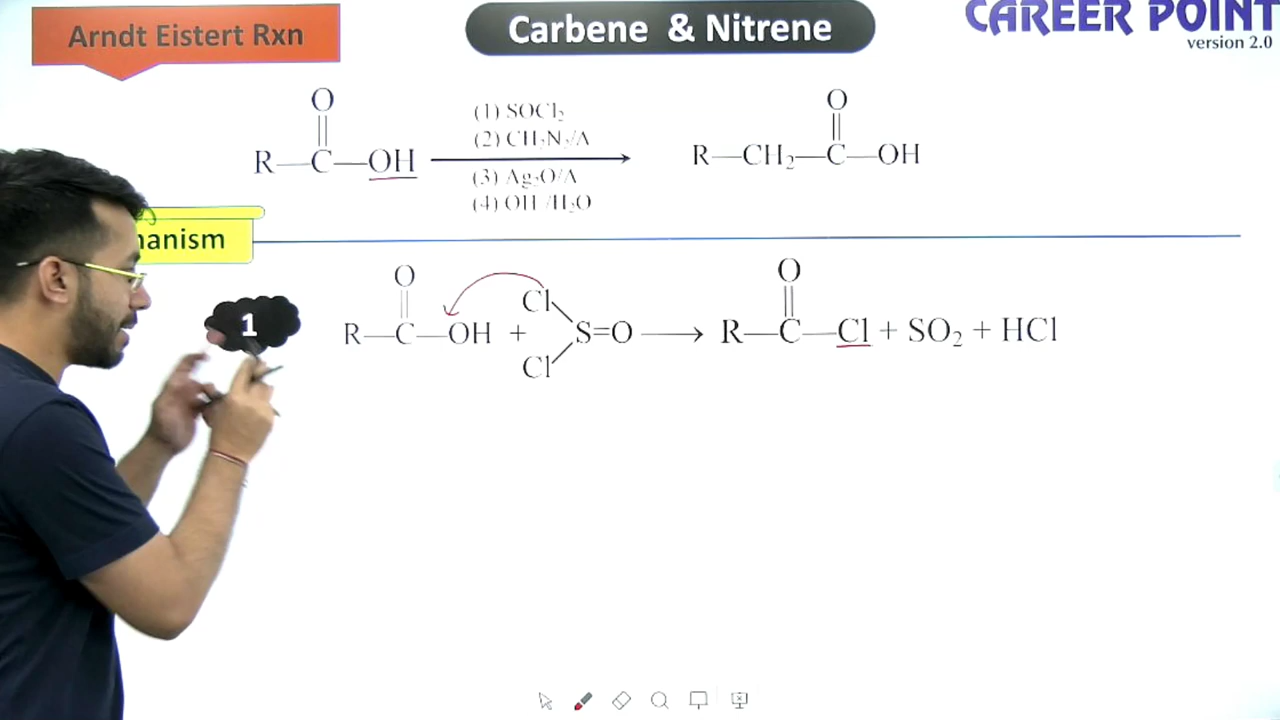 Arndt Eistert Rxn
Carbene & Nitrene
CAREER POINT
version 2.0
O
R—C—OH
(1) SOCl₂
(2) CH₂N₂/Δ
(3) Ag₂O/Δ
(4) OH⁻/H₂O
O
R—CH₂—C—OH
hanism
1
O
R—C—OH +
Cl
S=O
Cl
O
R—C—Cl + SO₂ + HCl